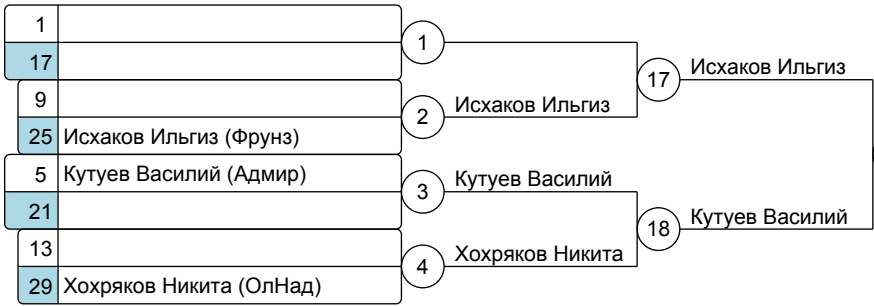 1
17
1
9
2
Исхаков Ильгиз
25 Исхаков Ильгиз (Фрунз)
17 Исхаков Ильгиз
5 Кутуев Василий (Адмир)
3
Кутуев Василий
21
13
4
Хохряков Никита
29 Хохряков Никита (ОлНад)
18 Кутуев Василий